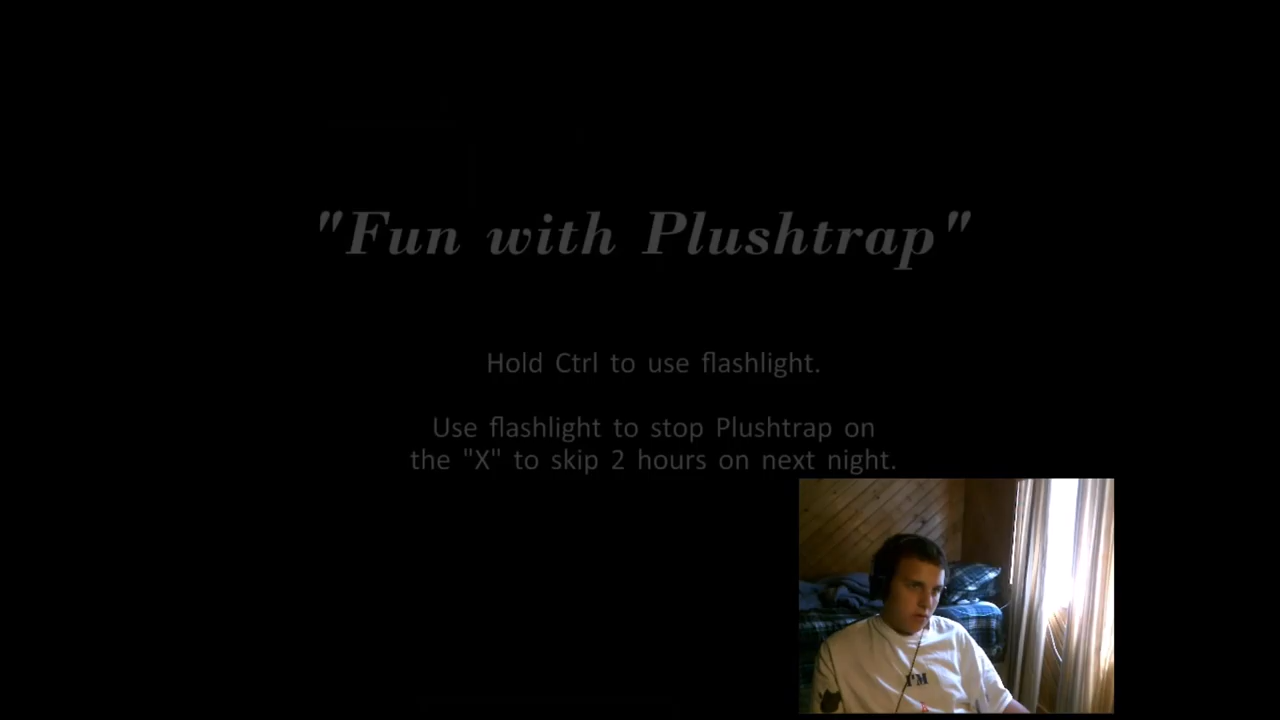 "Fun with Plushtrap"
Hold Ctrl to use flashlight.
Use flashlight to stop Plushtrap on
the "X" to skip 2 hours on next night.
I'M